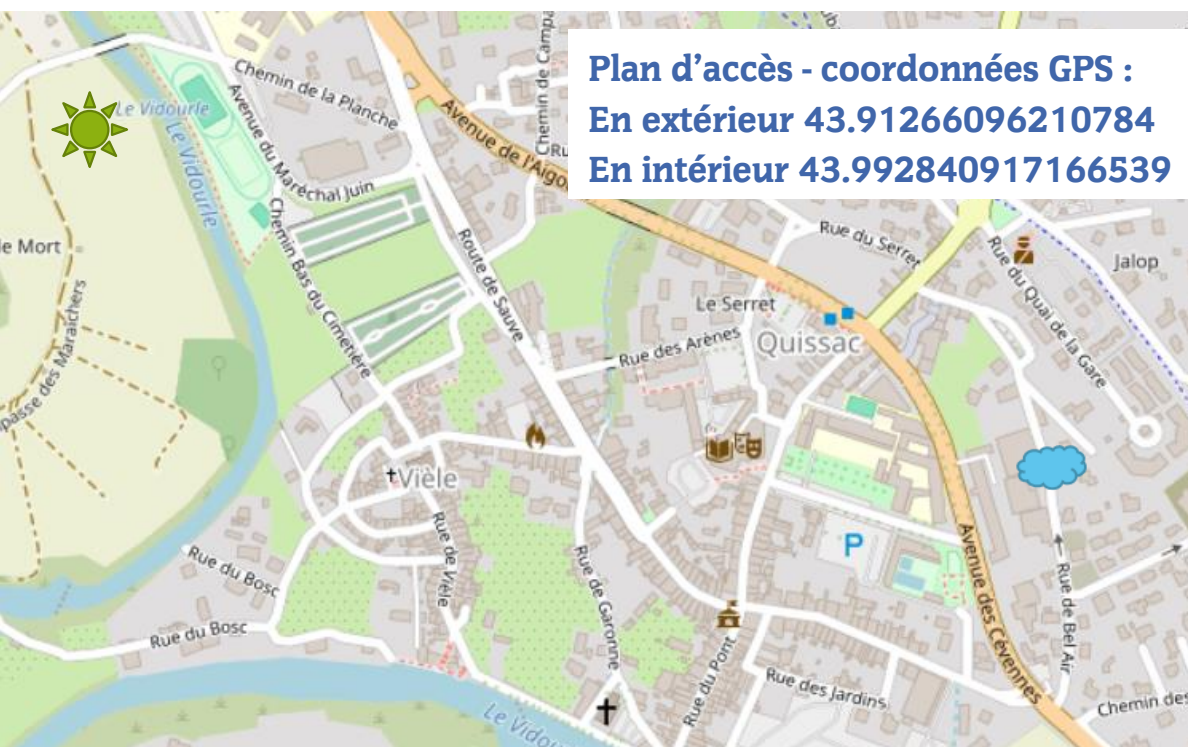 Plan d’accès - coordonnées GPS :
En extérieur 43.91266096210784
En intérieur 43.992840917166539
Chemin de la Planche
Avenue du Maréchal Juin
Le Vidourle
Le Vidourle
Avenue de l'Aigo
Chemin de Campa
Ru
Chemin Bas du Cimetière
Route de Sauve
Rue du Serret
Rue du Quai de la Gare
Jalop
e Mort
passe des Maraîchers
Le Serret
Rue des Arènes
Quissac
Vièle
P
Rue du Bosc
Rue du Bosc
Rue de Vièle
Rue de Garonne
Avenue des Cévennes
Rue de Bel Air
Rue du Pont
Rue des Jardins
Chemin des
Le Vidou